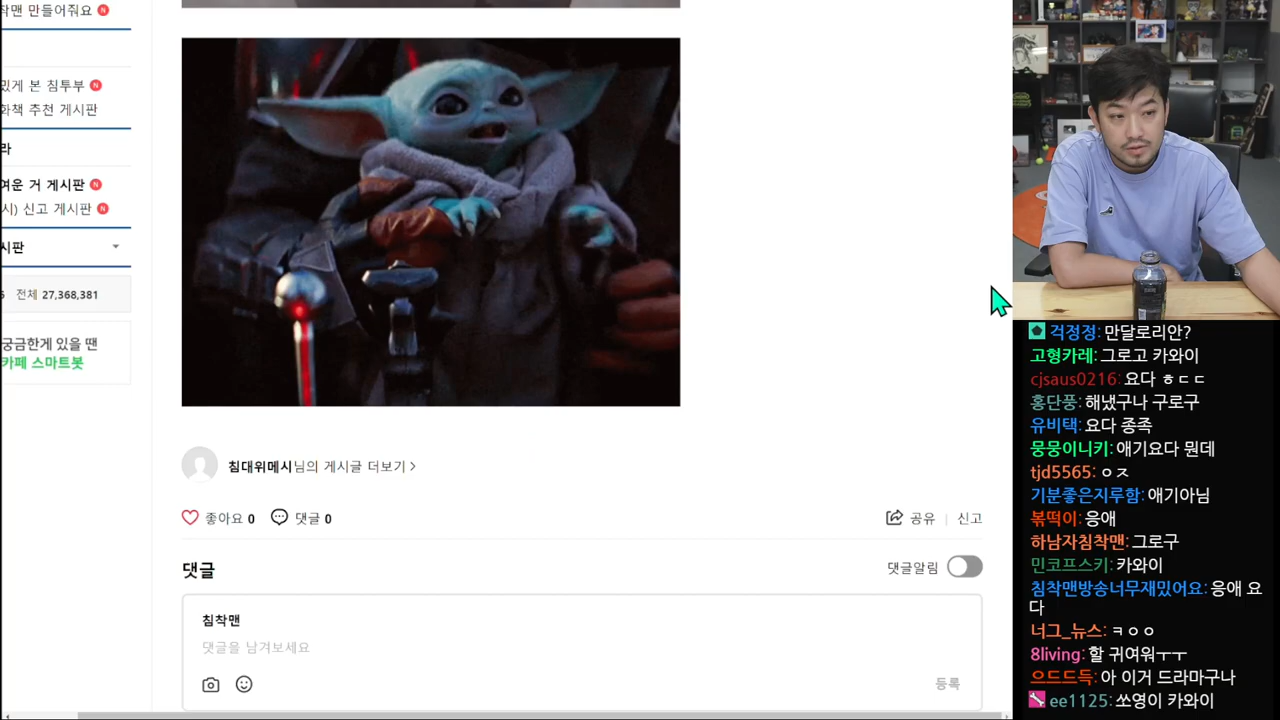 착맨 만들어줘요 N
밌게 본 침투부 N
화책 추천 게시판
라
여운 거 게시판 N
시) 신고 게시판 N
시판
전체 27,368,381
궁금한게 있을 땐
카페 스마트봇
침대위메시님의 게시글 더보기 >
좋아요 0 댓글 0
공유 | 신고
댓글
댓글알림
침착맨
댓글을 남겨보세요
등록
걱정정: 만달로리안?
고형카레: 그로고 카와이
cjsaus0216: 요다 ㅎㄷㄷ
홍단풍: 해냈구나 구로구
유비택: 요다 종족
뭉뭉이니키: 애기요다 뭔데
tjd5565: ㅇㅈ
기분좋은지루함: 애기아님
볶떡이: 응애
하남자침착맨: 그로구
민코프스키: 카와이
침착맨방송너무재밌어요: 응애 요
다
너그_뉴스: ㅋㅇㅇ
8living: 할 귀여워ㅜㅜ
으드드득: 아 이거 드라마구나
ee1125: 쏘영이 카와이